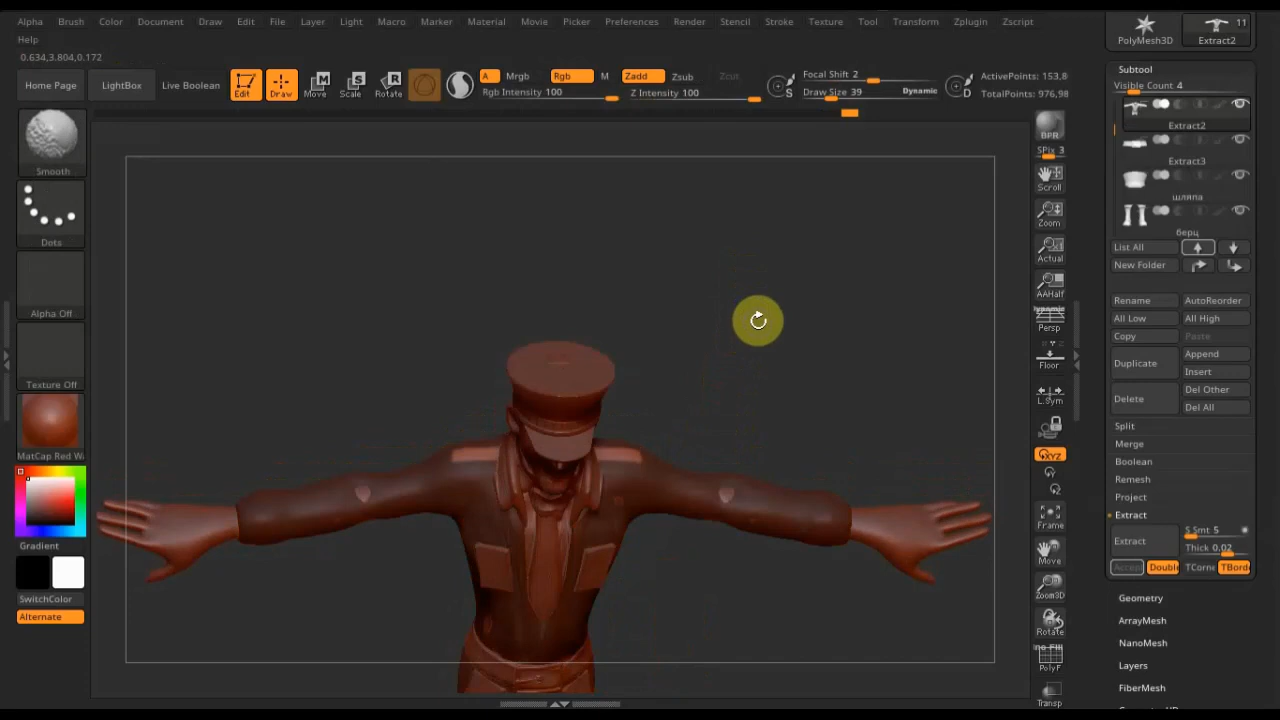 Alpha Brush Color Document Draw Edit File Layer Light Macro Marker Material Movie Picker Preferences Render Stencil Stroke Texture Tool Transform Zplugin Zscript
Help
0.634,3.804,0.172
Home Page LightBox Live Boolean Edit Draw Move Scale Rotate A Mrgb Rgb M Zadd Zsub Zcut Focal Shift 2 ActivePoints: 153,8
Rgb Intensity 100 Z Intensity 100 S Draw Size 39 Dynamic D TotalPoints: 976,98
PolyMesh3D
11
Extract2
Smooth
Dots
Alpha Off
Texture Off
MatCap Red W
Gradient
SwitchColor
Alternate
BPR
SPix 3
Scroll
Zoom
Actual
AAHalf
Dynamic
Persp
Floor
L.Sym
XYZ
Y
Z
Frame
Move
Zoom3D
Rotate
PolyF
Transp
Subtool
Visible Count 4
Extract2
Extract3
шляпа
берц
List All
New Folder
Rename AutoReorder
All Low All High
Copy Paste
Duplicate Append
Insert
Delete Del Other
Del All
Split
Merge
Boolean
Remesh
Project
Extract
Extract S Smt 5
Thick 0.02
Accept Double TCorne TBord
Geometry
ArrayMesh
NanoMesh
Layers
FiberMesh